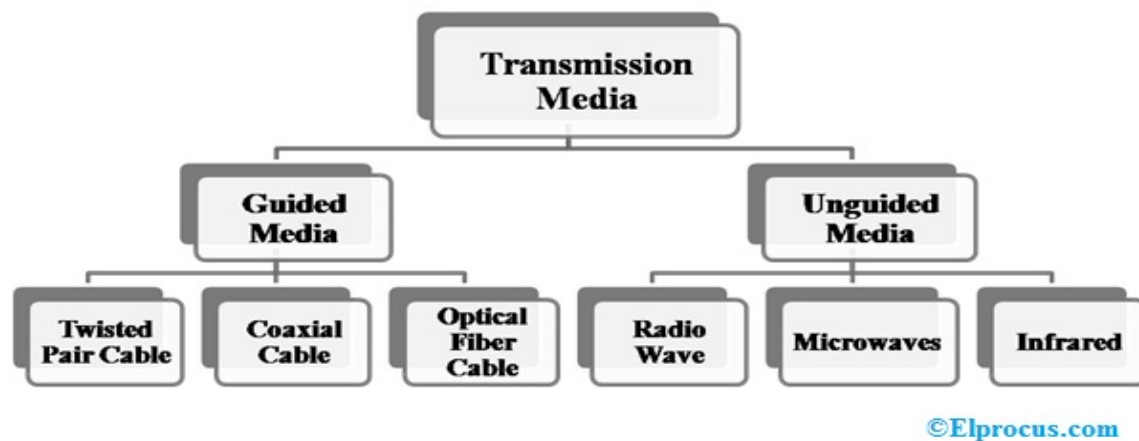 Transmission
Media
Guided
Media
Unguided
Media
Twisted
Pair Cable
Coaxial
Cable
Optical
Fiber
Cable
Radio
Wave
Microwaves
Infrared
©Elprocus.com